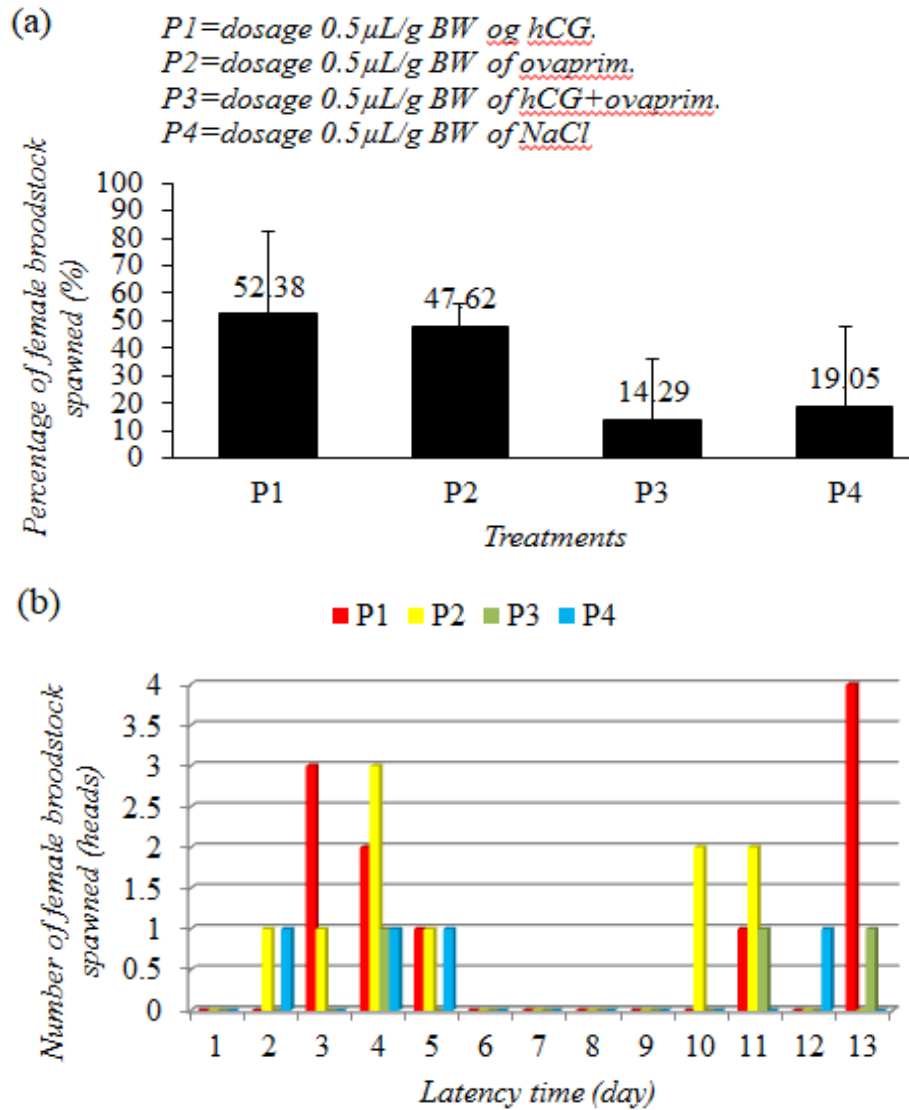 (a)
P1=dosage 0.5µL/g BW og hCG.
P2=dosage 0.5µL/g BW of ovaprim.
P3=dosage 0.5µL/g BW of hCG+ovaprim.
P4=dosage 0.5µL/g BW of NaCl
Percentage of female broodstock
spawned (%)
100
90
80
70
60
50
40
30
20
10
0
52.38
47.62
14.29
19.05
P1 P2 P3 P4
Treatments
(b)
P1 P2 P3 P4
Number of female broodstock
spawned (heads)
4
3.5
3
2.5
2
1
0.5
0
1 2 3 4 5 6 7 8 9 10 11 12 13
Latency time (day)